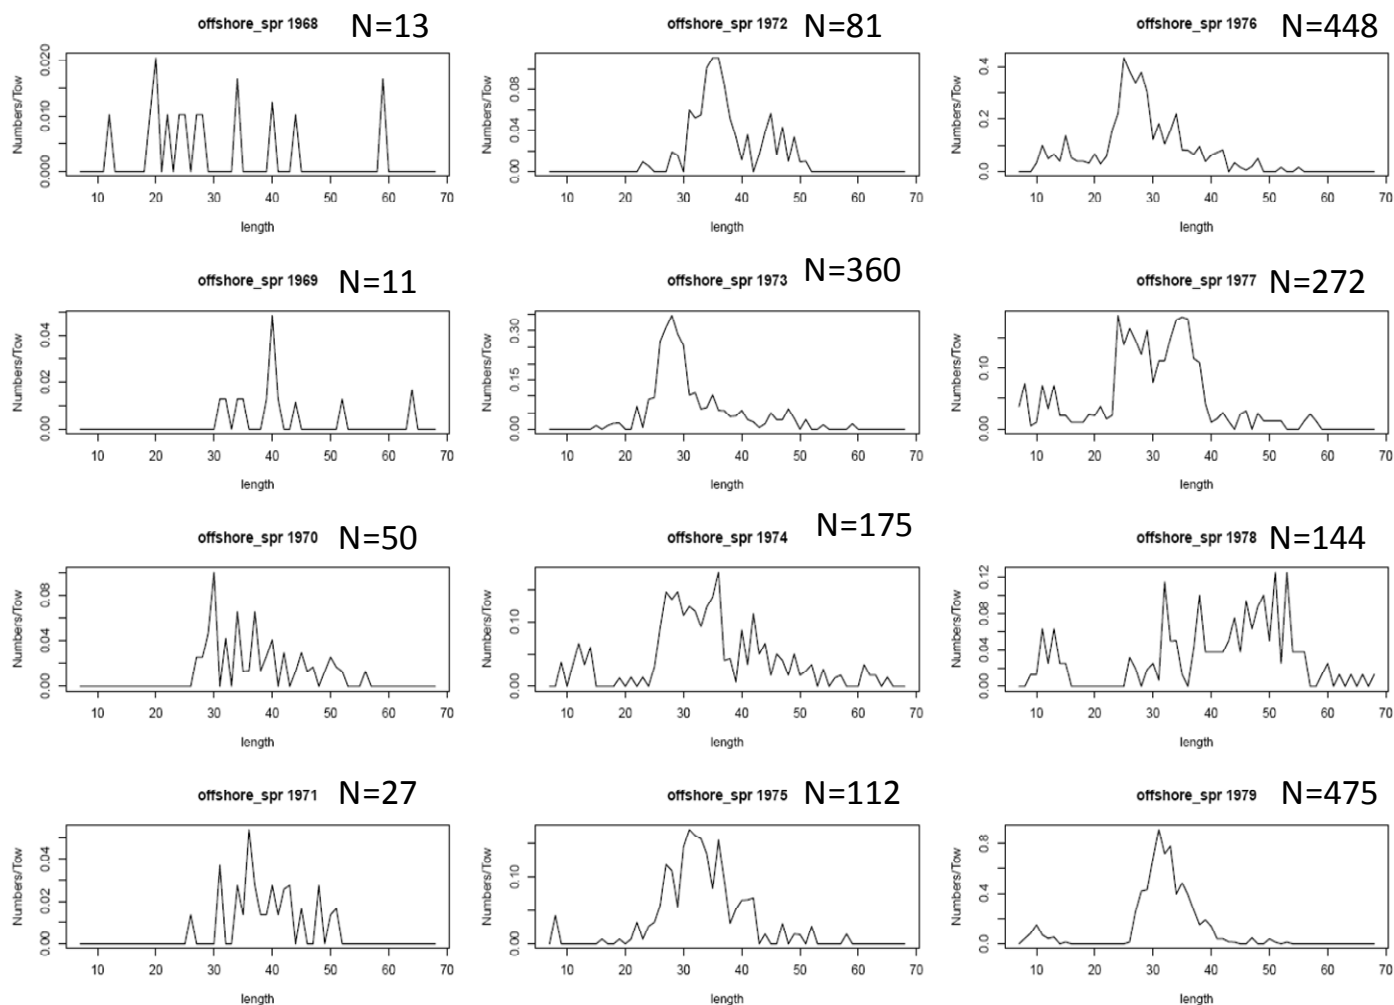 offshore_spr 1968 N=13
Numbers/Tow
0.000 0.010 0.020
10 20 30 40 50 60 70
length
offshore_spr 1972 N=81
Numbers/Tow
0.00 0.04 0.08
10 20 30 40 50 60 70
length
offshore_spr 1976 N=448
Numbers/Tow
0.0 0.2 0.4
10 20 30 40 50 60 70
length
offshore_spr 1969 N=11
Numbers/Tow
0.00 0.02 0.04
10 20 30 40 50 60 70
length
offshore_spr 1973 N=360
Numbers/Tow
0.00 0.15 0.30
10 20 30 40 50 60 70
length
offshore_spr 1977 N=272
Numbers/Tow
0.00 0.10
10 20 30 40 50 60 70
length
offshore_spr 1970 N=50
Numbers/Tow
0.00 0.04 0.08
10 20 30 40 50 60 70
length
offshore_spr 1974 N=175
Numbers/Tow
0.00 0.10
10 20 30 40 50 60 70
length
offshore_spr 1978 N=144
Numbers/Tow
0.00 0.04 0.08 0.12
10 20 30 40 50 60 70
length
offshore_spr 1971 N=27
Numbers/Tow
0.00 0.02 0.04
10 20 30 40 50 60 70
length
offshore_spr 1975 N=112
Numbers/Tow
0.00 0.10
10 20 30 40 50 60 70
length
offshore_spr 1979 N=475
Numbers/Tow
0.0 0.4 0.8
10 20 30 40 50 60 70
length